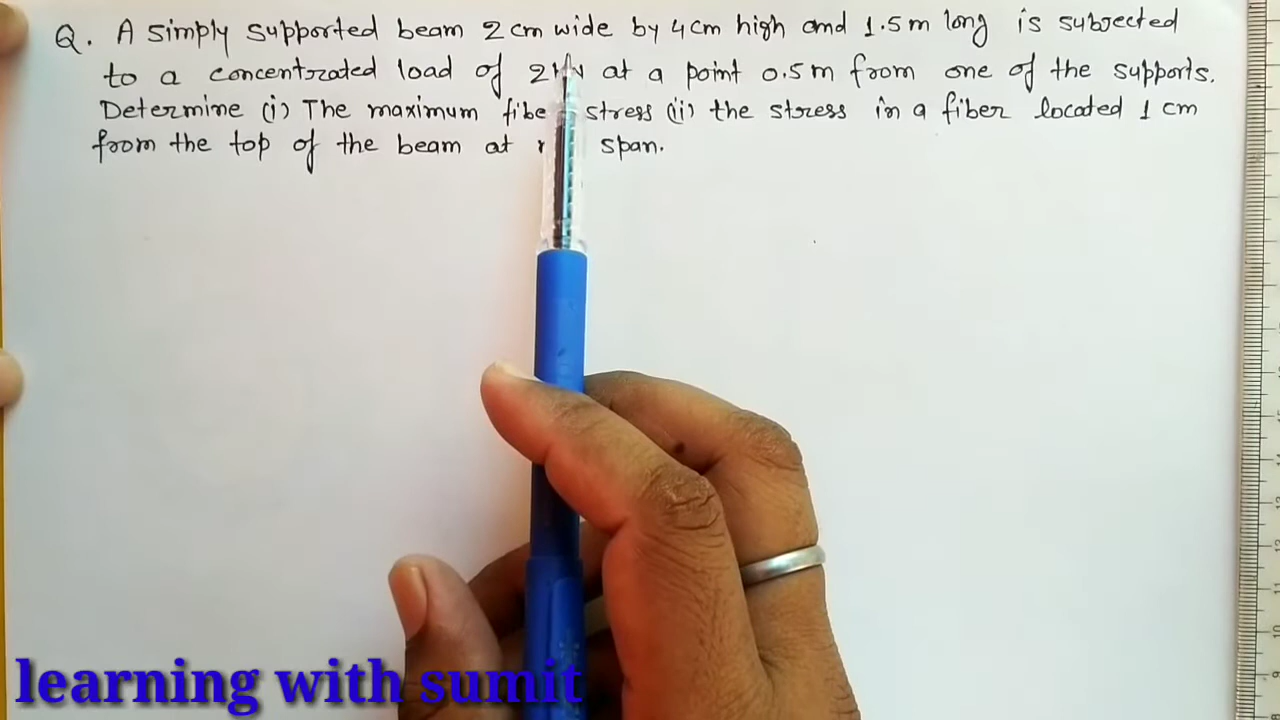 Q. A simply supported beam 2 cm wide by 4 cm high and 1.5 m long is subjected
to a concentrated load of at a point 0.5 m from one of the supports.
Determine (i) The maximum stress (ii) the stress in a fiber located 1 cm
from the top of the beam at span.
learning with sumit